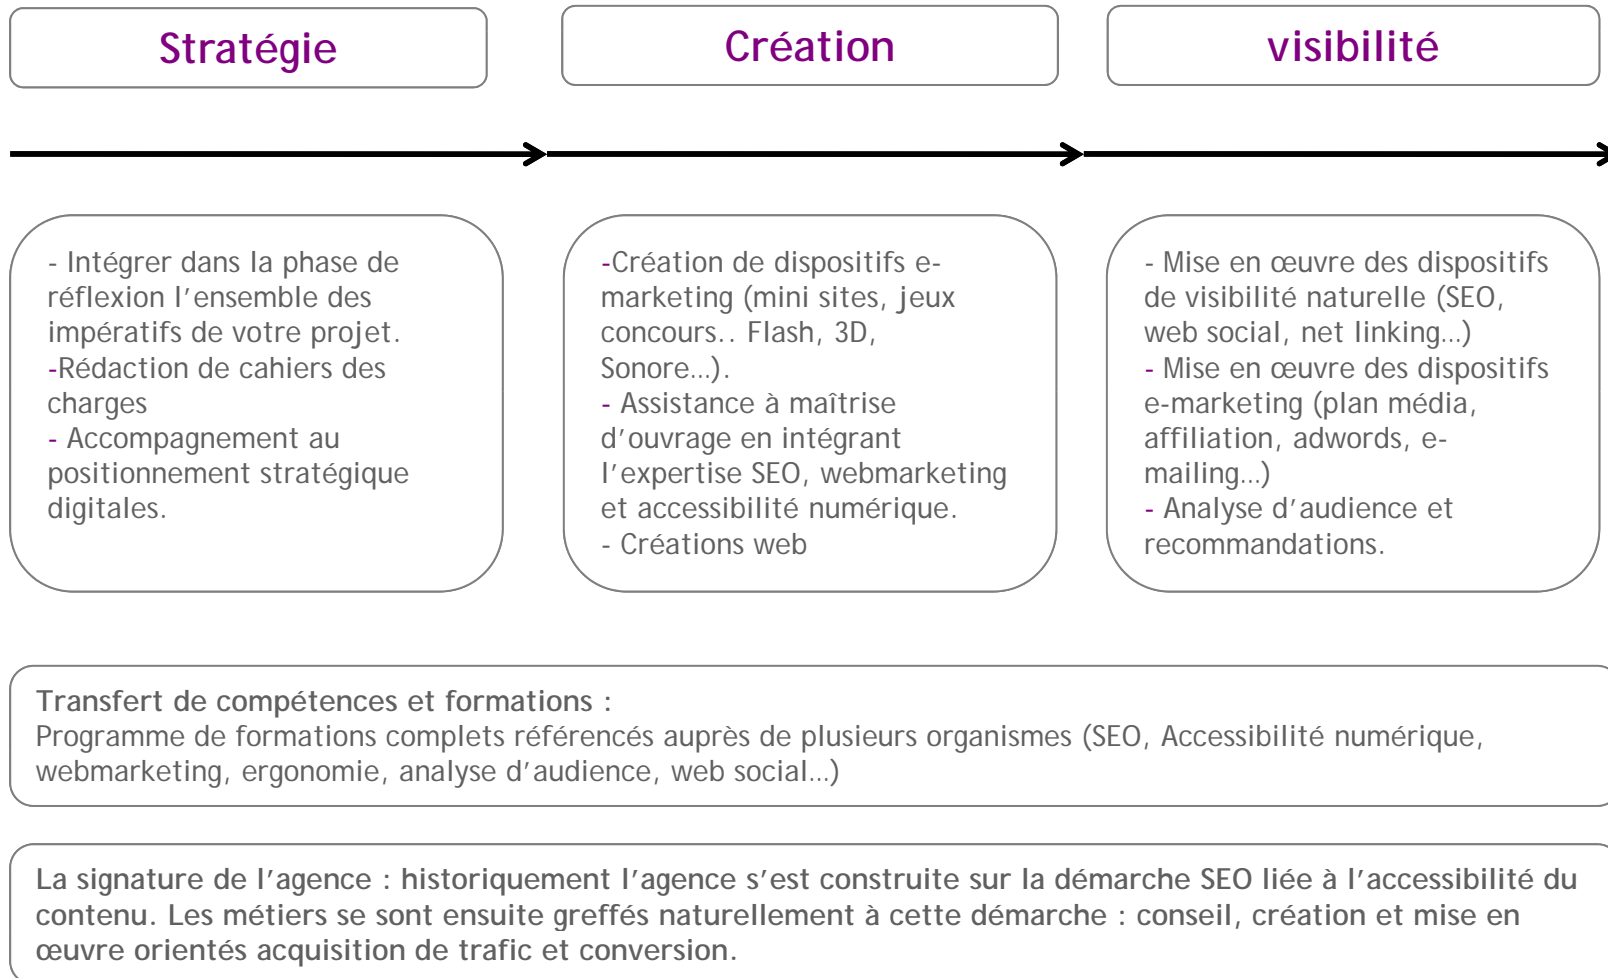 Stratégie
Création
visibilité
- Intégrer dans la phase de
réflexion l'ensemble des
impératifs de votre projet.
-Rédaction de cahiers des
charges
- Accompagnement au
positionnement stratégique
digitales.
-Création de dispositifs e-
marketing (mini sites, jeux
concours.. Flash, 3D,
Sonore…).
- Assistance à maîtrise
d'ouvrage en intégrant
l'expertise SEO, webmarketing
et accessibilité numérique.
- Créations web
- Mise en œuvre des dispositifs
de visibilité naturelle (SEO,
web social, net linking…)
- Mise en œuvre des dispositifs
e-marketing (plan média,
affiliation, adwords, e-
mailing…)
- Analyse d'audience et
recommandations.
Transfert de compétences et formations :
Programme de formations complets référencés auprès de plusieurs organismes (SEO, Accessibilité numérique,
webmarketing, ergonomie, analyse d'audience, web social…)
La signature de l'agence : historiquement l'agence s'est construite sur la démarche SEO liée à l'accessibilité du
contenu. Les métiers se sont ensuite greffés naturellement à cette démarche : conseil, création et mise en
œuvre orientés acquisition de trafic et conversion.